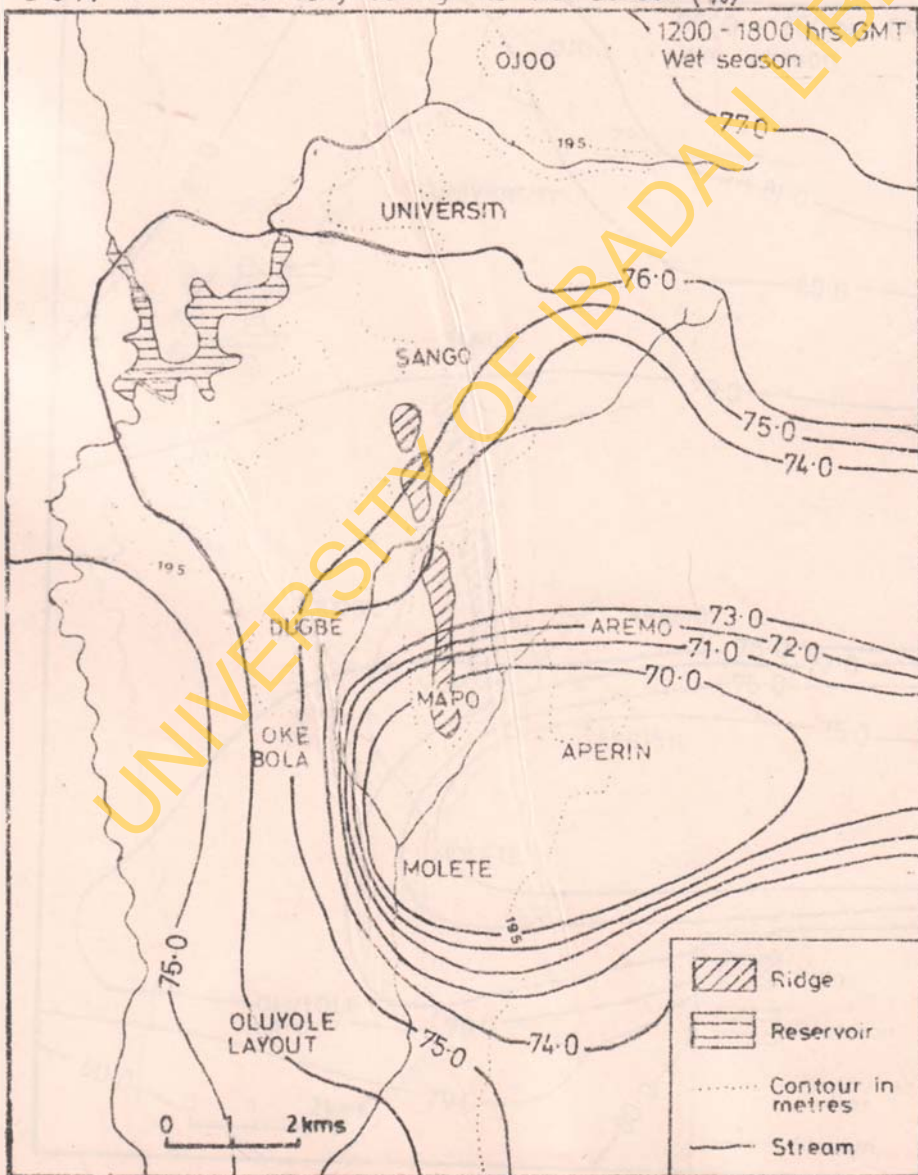 1200 - 1800 hrs GMT
Wet season
OJOO
77·0
195
UNIVERSITY
76·0
SANGO
75·0
74·0
195
DUGBE
73·0
AREMO
72·0
71·0
70·0
MAPO
OKE
BOLA
APERIN
MOLETE
195
75·0
OLUYOLE
LAYOUT
75·0
74·0
0 1 2 kms
Ridge
Reservoir
Contour in
metres
Stream
UNIVERSITY OF IBADAN